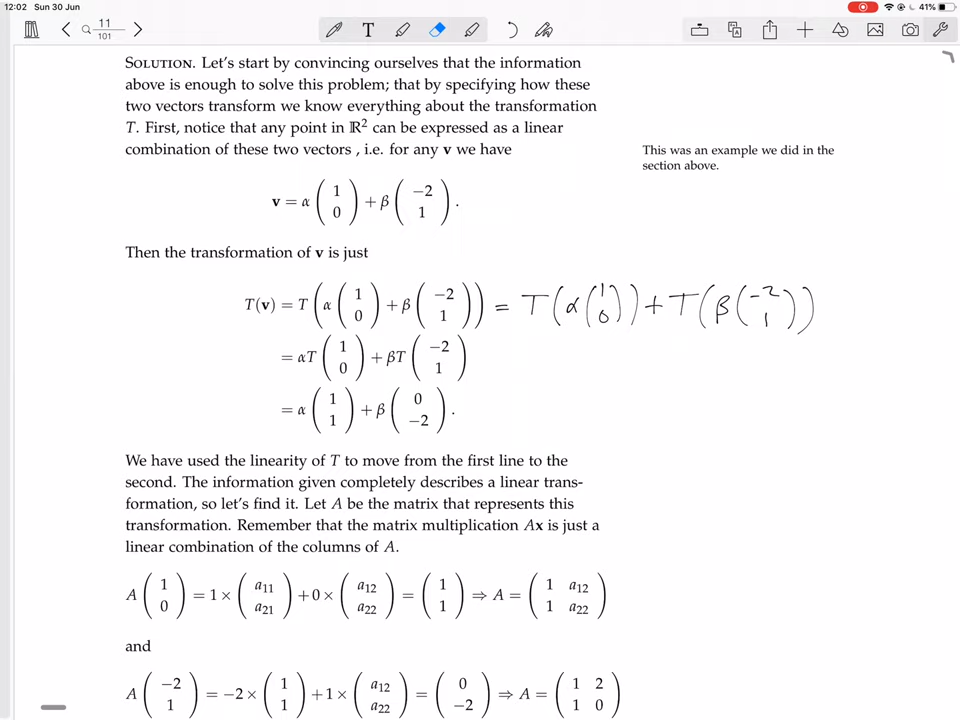 12:02 Sun 30 Jun 41%
11
101
T
SOLUTION. Let's start by convincing ourselves that the information
above is enough to solve this problem; that by specifying how these
two vectors transform we know everything about the transformation
T. First, notice that any point in ℝ² can be expressed as a linear
combination of these two vectors , i.e. for any v we have
This was an example we did in the
section above.
v = α ( 1 0 ) + β ( −2 1 ) .
Then the transformation of v is just
T(v) = T ( α ( 1 0 ) + β ( −2 1 ) ) = T(α( 1 0 )) + T(β( −2 1 ))
= αT ( 1 0 ) + βT ( −2 1 )
= α ( 1 1 ) + β ( 0 −2 ) .
We have used the linearity of T to move from the first line to the
second. The information given completely describes a linear trans-
formation, so let's find it. Let A be the matrix that represents this
transformation. Remember that the matrix multiplication Ax is just a
linear combination of the columns of A.
A ( 1 0 ) = 1 × ( a₁₁ a₂₁ ) + 0 × ( a₁₂ a₂₂ ) = ( 1 1 ) ⇒ A = ( 1 a₁₂ 1 a₂₂ )
and
A ( −2 1 ) = −2 × ( 1 1 ) + 1 × ( a₁₂ a₂₂ ) = ( 0 −2 ) ⇒ A = ( 1 2 1 0 )